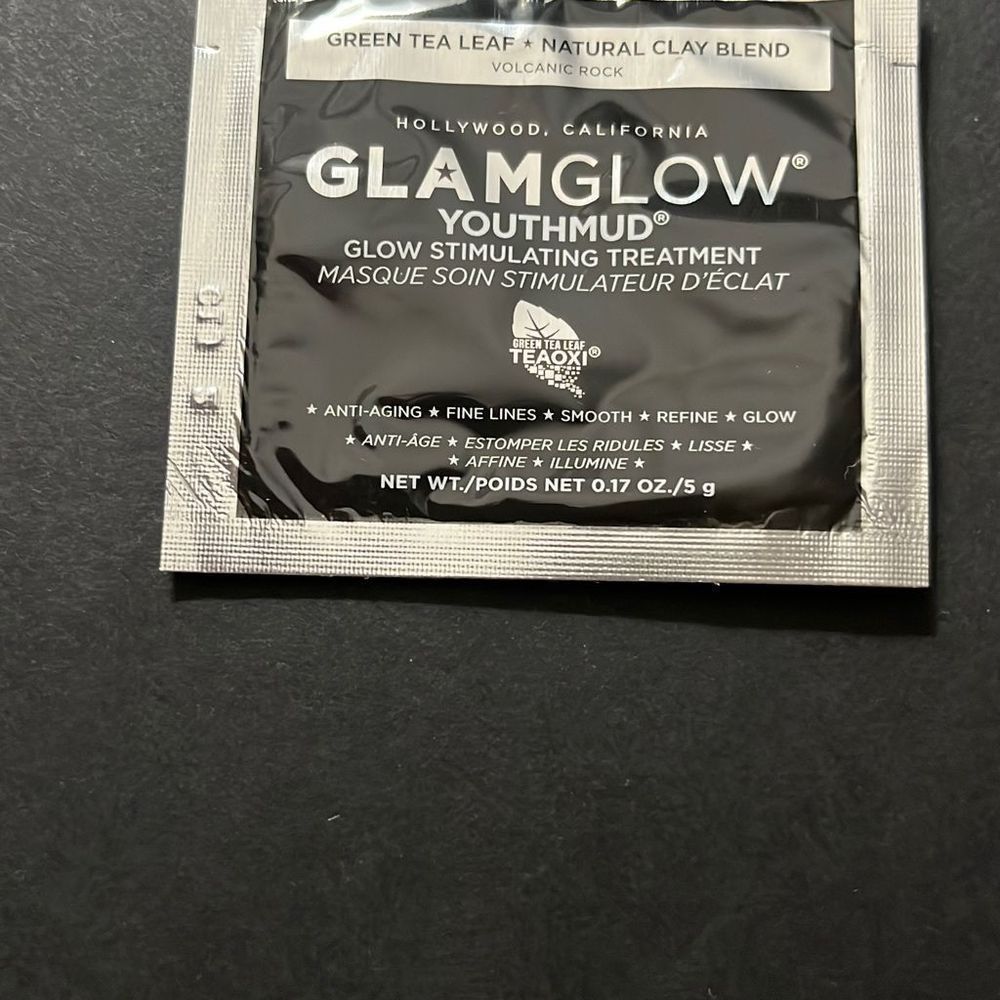 GREEN TEA LEAF ★ NATURAL CLAY BLEND
VOLCANIC ROCK
HOLLYWOOD, CALIFORNIA
GLAMGLOW®
YOUTHMUD®
GLOW STIMULATING TREATMENT
MASQUE SOIN STIMULATEUR D'ÉCLAT
GREEN TEA LEAF
TEAOXI®
★ ANTI-AGING ★ FINE LINES ★ SMOOTH ★ REFINE ★ GLOW
★ ANTI-ÂGE ★ ESTOMPER LES RIDULES ★ LISSE ★
★ AFFINE ★ ILLUMINE ★
NET WT./POIDS NET 0.17 OZ./5 g